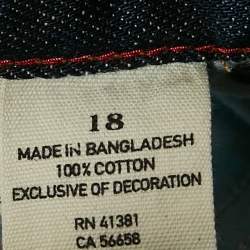 18
MADE IN BANGLADESH
100% COTTON
EXCLUSIVE OF DECORATION
RN 41381
CA 56658